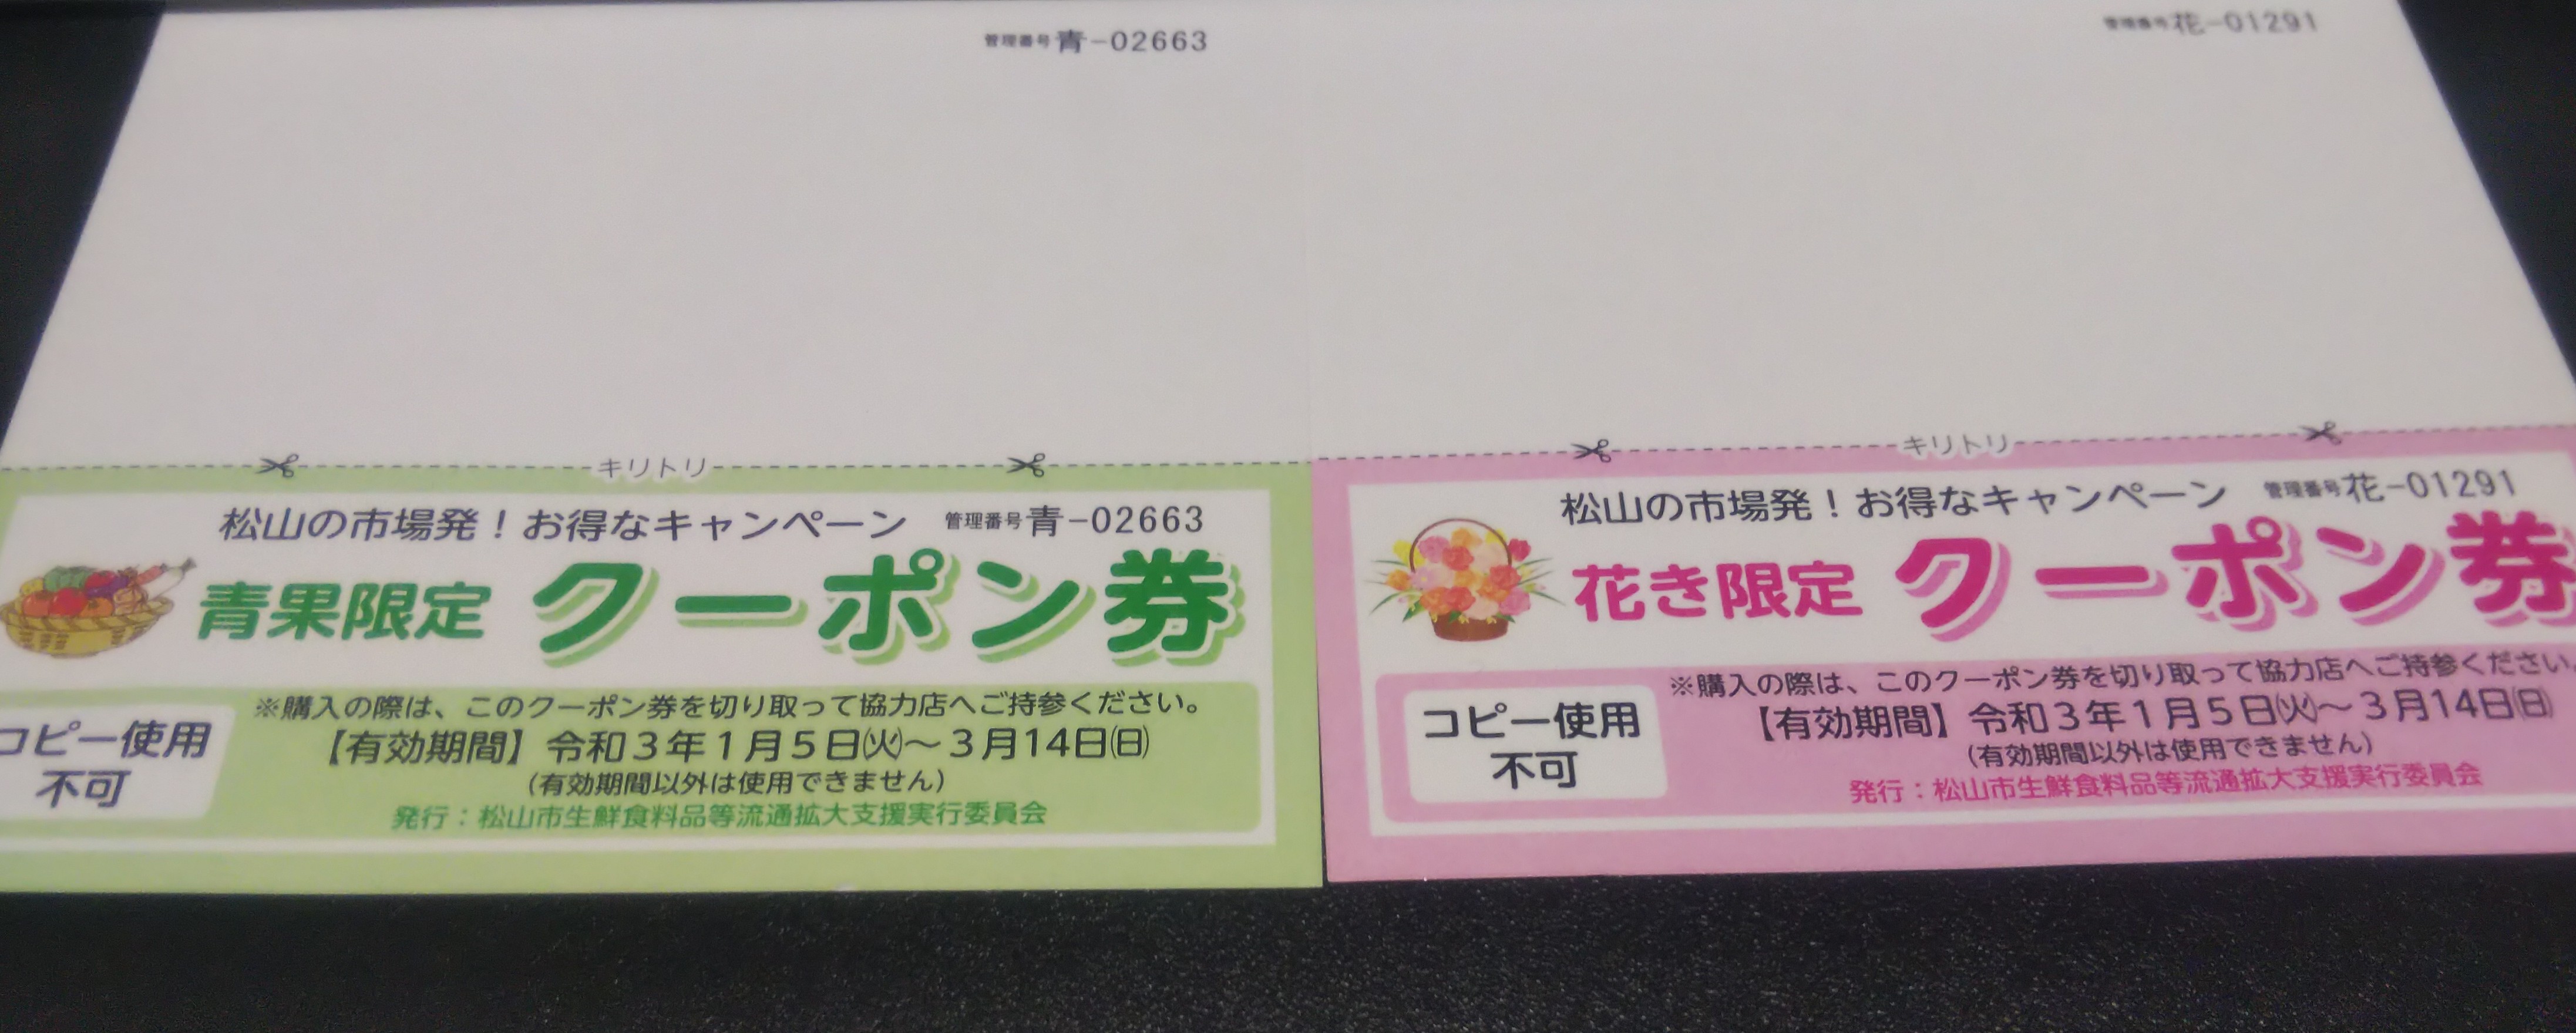 管理番号青-02663
管理番号花-01291
キリトリ
キリトリ
松山の市場発！お得なキャンペーン 管理番号青-02663
青果限定 クーポン券
コピー使用
不可
※購入の際は、このクーポン券を切り取って協力店へご持参ください。
【有効期間】令和３年１月５日㈫～３月14日㈰
(有効期間以外は使用できません)
発行：松山市生鮮食料品等流通拡大支援実行委員会
松山の市場発！お得なキャンペーン 管理番号花-01291
花き限定 クーポン券
コピー使用
不可
※購入の際は、このクーポン券を切り取って協力店へご持参ください。
【有効期間】令和３年１月５日㈫～３月14日㈰
(有効期間以外は使用できません)
発行：松山市生鮮食料品等流通拡大支援実行委員会